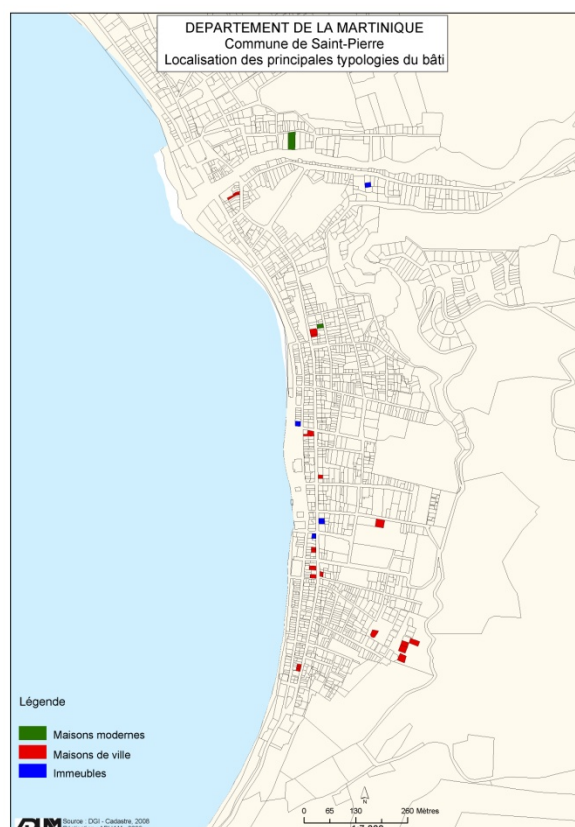 DEPARTEMENT DE LA MARTINIQUE
Commune de Saint-Pierre
Localisation des principales typologies du bâti
Légende
Maisons modernes
Maisons de ville
Immeubles
N
0 65 130 260 Mètres
Source : DGI - Cadastre, 2008